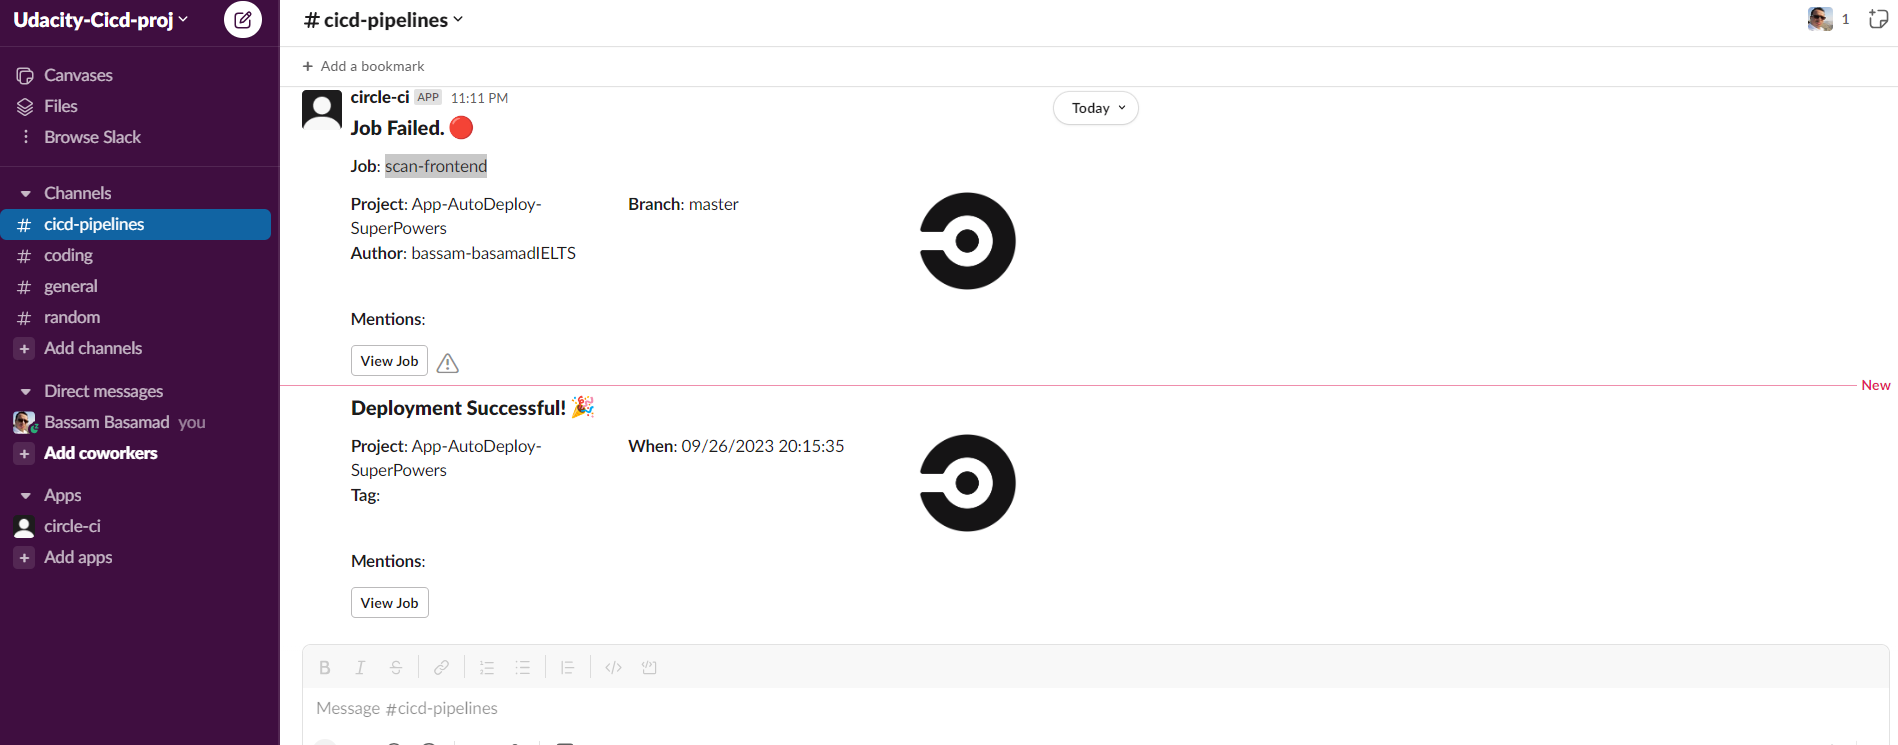 Udacity-Cicd-proj
Canvases
Files
Browse Slack
Channels
# cicd-pipelines
# coding
# general
# random
+ Add channels
Direct messages
Bassam Basamad you
+ Add coworkers
Apps
circle-ci
+ Add apps
# cicd-pipelines
1
+ Add a bookmark
circle-ci APP 11:11 PM
Today
Job Failed. 🔴
Job: scan-frontend
Project: App-AutoDeploy-
SuperPowers
Branch: master
Author: bassam-basamadIELTS
Mentions:
View Job
New
Deployment Successful! 🎉
Project: App-AutoDeploy-
SuperPowers
When: 09/26/2023 20:15:35
Tag:
Mentions:
View Job
B I S
Message #cicd-pipelines